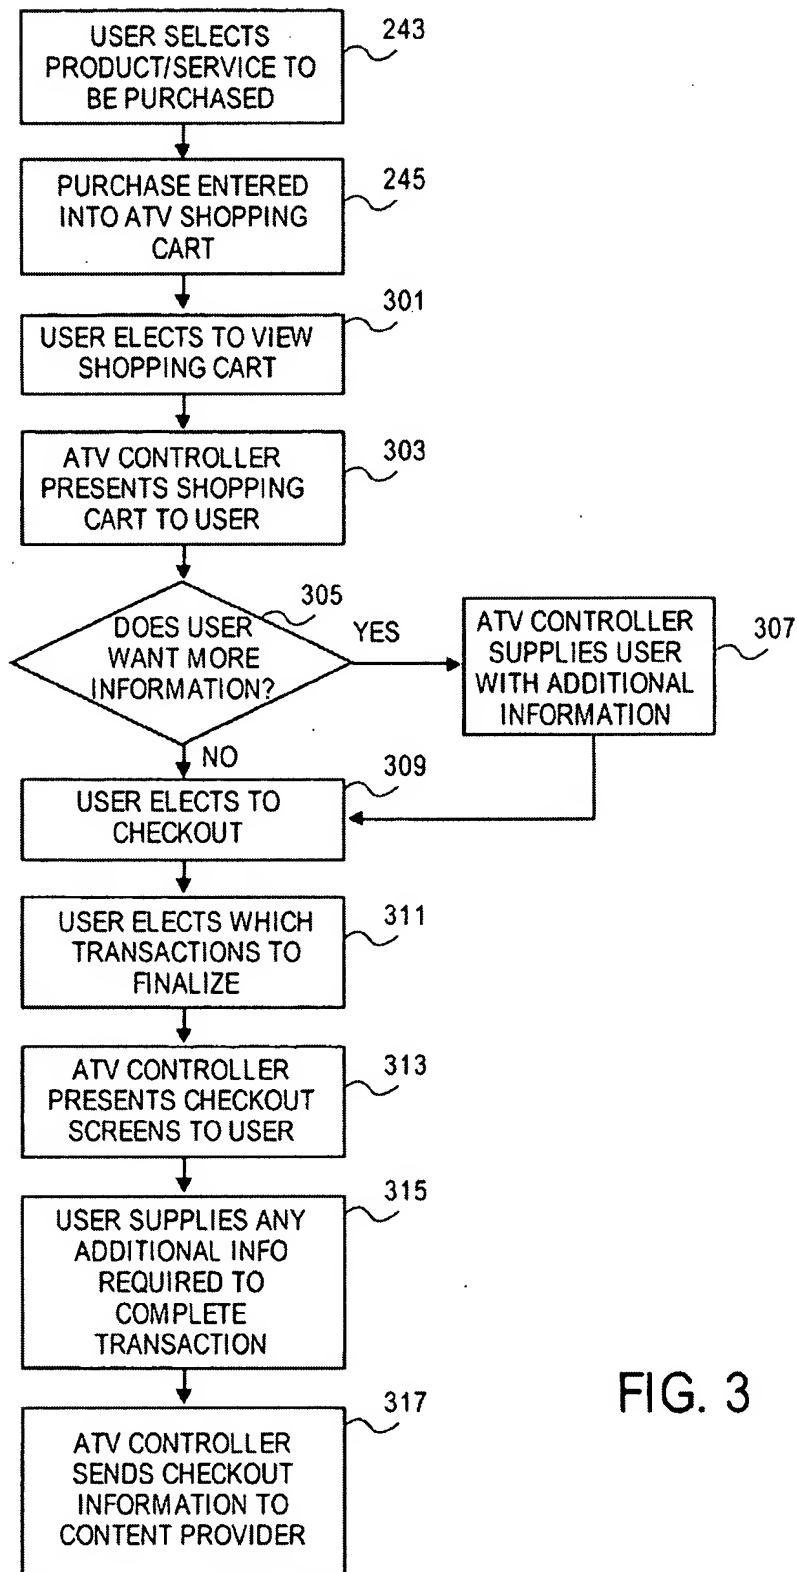 USER SELECTS
PRODUCT/SERVICE TO
BE PURCHASED
243
PURCHASE ENTERED
INTO ATV SHOPPING
CART
245
USER ELECTS TO VIEW
SHOPPING CART
301
ATV CONTROLLER
PRESENTS SHOPPING
CART TO USER
303
DOES USER
WANT MORE
INFORMATION?
305
YES
ATV CONTROLLER
SUPPLIES USER
WITH ADDITIONAL
INFORMATION
307
NO
USER ELECTS TO
CHECKOUT
309
USER ELECTS WHICH
TRANSACTIONS TO
FINALIZE
311
ATV CONTROLLER
PRESENTS CHECKOUT
SCREENS TO USER
313
USER SUPPLIES ANY
ADDITIONAL INFO
REQUIRED TO
COMPLETE
TRANSACTION
315
ATV CONTROLLER
SENDS CHECKOUT
INFORMATION TO
CONTENT PROVIDER
317
FIG. 3